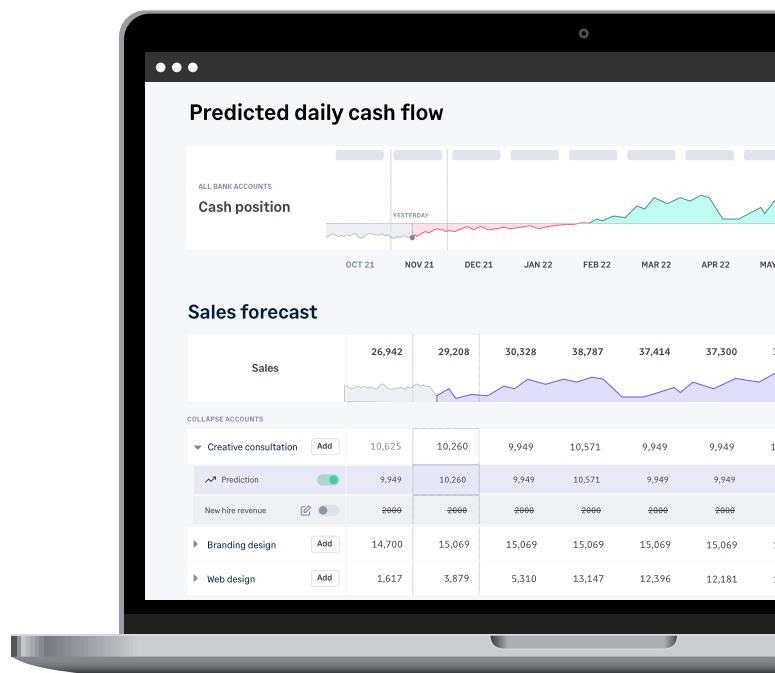 Predicted daily cash flow
ALL BANK ACCOUNTS
Cash position
YESTERDAY
OCT 21 NOV 21 DEC 21 JAN 22 FEB 22 MAR 22 APR 22 MAY
Sales forecast
Sales 26,942 29,208 30,328 38,787 37,414 37,300
COLLAPSE ACCOUNTS
Creative consultation Add 10,625 10,260 9,949 10,571 9,949 9,949
Prediction 9,949 10,260 9,949 10,571 9,949 9,949
New hire revenue 2000 2000 2000 2000 2000 2000
Branding design Add 14,700 15,069 15,069 15,069 15,069 15,069
Web design Add 1,617 3,879 5,310 13,147 12,396 12,181